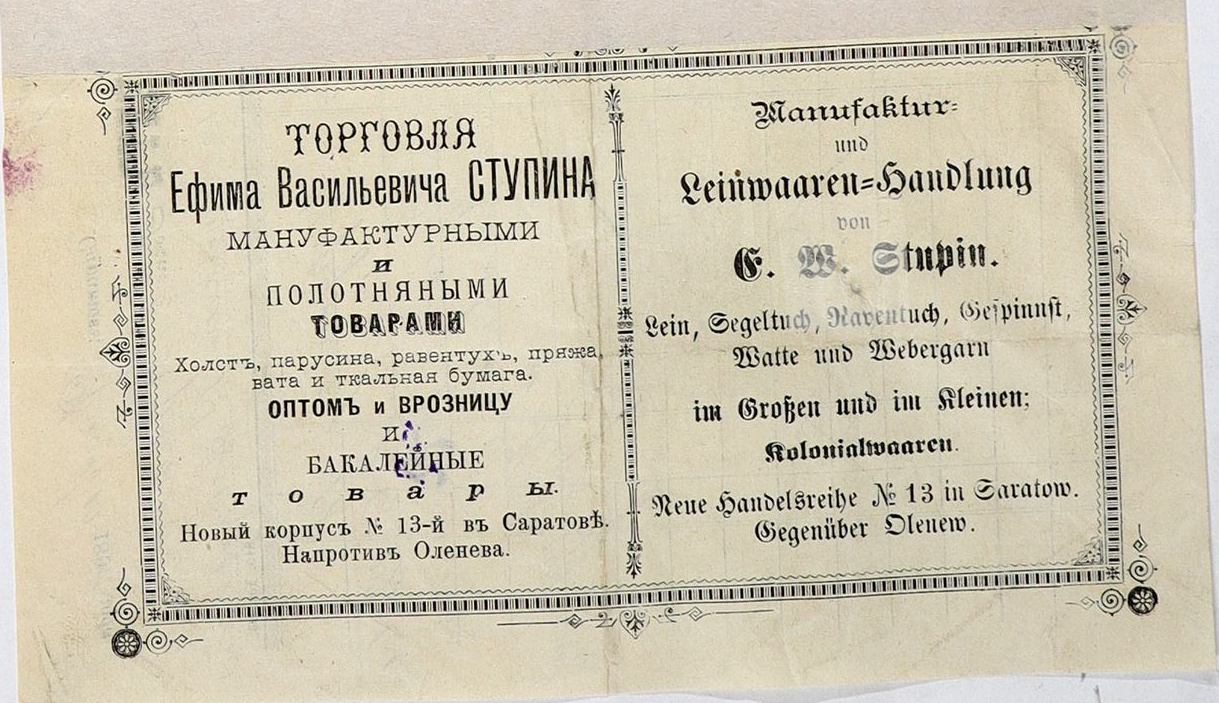 ТОРГОВЛЯ
Ефима Васильевича СТУПИНА
МАНУФАКТУРНЫМИ
и
ПОЛОТНЯНЫМИ
ТОВАРАМИ
Холстъ, парусина, равентухъ, пряжа,
вата и ткальная бумага.
ОПТОМЪ и ВРОЗНИЦУ
И
БАКАЛЕЙНЫЕ
товары.
Новый корпусъ № 13-й въ Саратовѣ.
Напротивъ Оленева.
Manufaktur=
und
Leinwaaren=Handlung
von
E. W. Stupin.
Lein, Segeltuch, Raventuch, Gespinnst,
Watte und Webergarn
im Großen und im Kleinen;
Kolonialwaaren.
Neue Handelsreihe № 13 in Saratow.
Gegenüber Olenew.